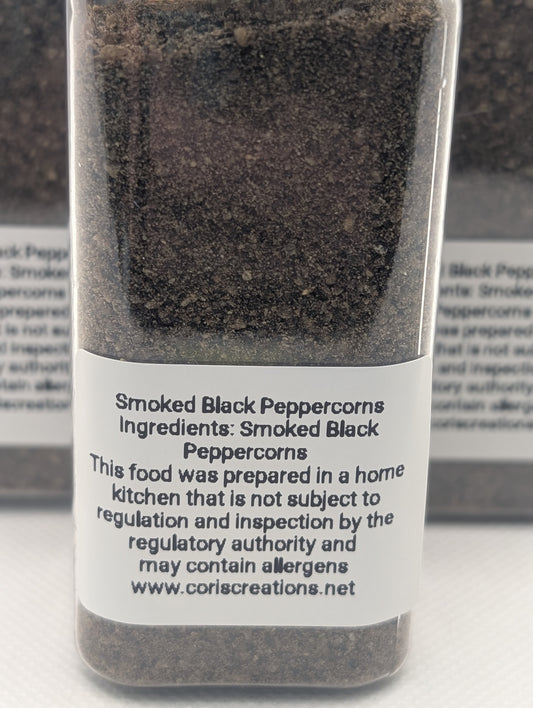 Smoked Black Peppercorns
Ingredients: Smoked Black
Peppercorns
This food was prepared in a home
kitchen that is not subject to
regulation and inspection by the
regulatory authority and
may contain allergens
www.coriscreations.net